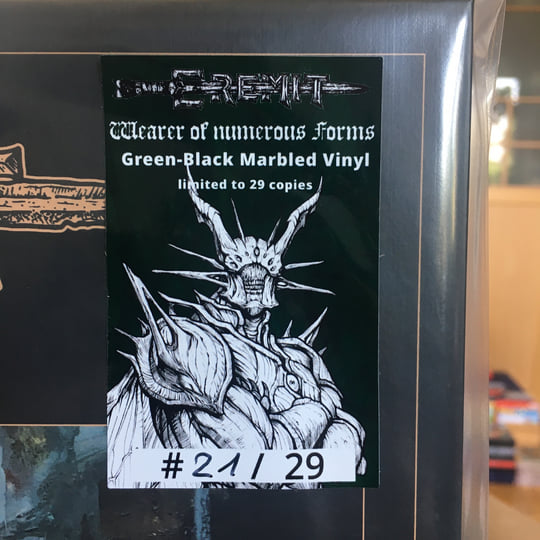 EREMIT
Wearer of numerous Forms
Green-Black Marbled Vinyl
limited to 29 copies
#21/ 29